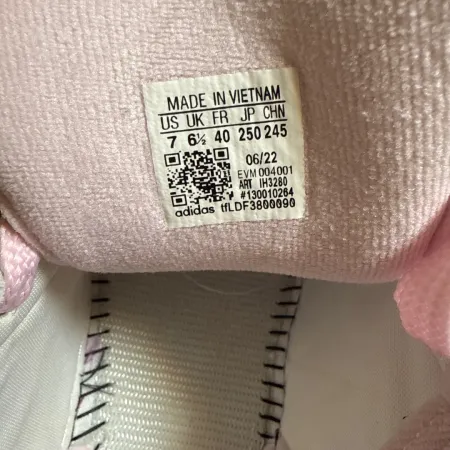 MADE IN VIETNAM
US UK FR JP CHN
7 6½ 40 250 245
06/22
EVM 004001
ART IH3280
#130010264
adidas tfLDF3800090